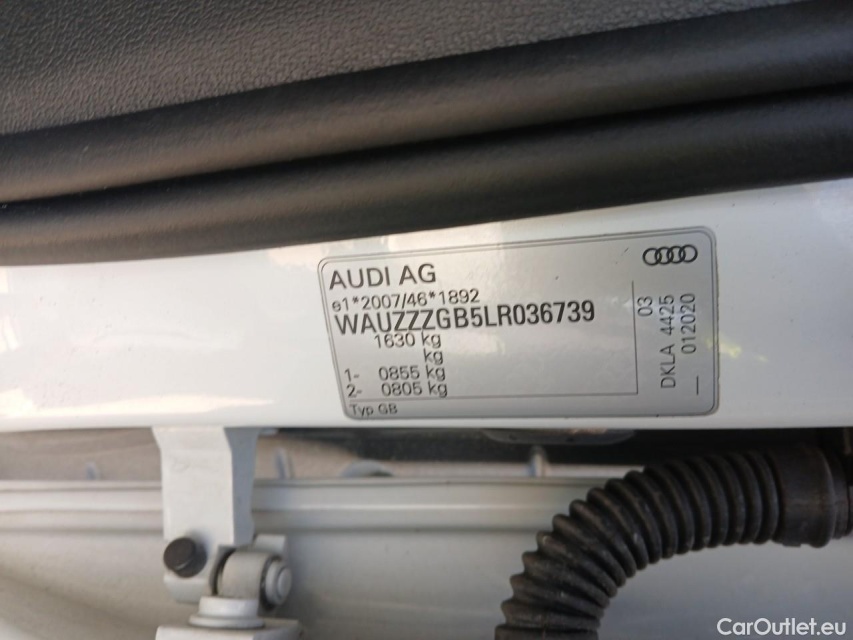 AUDI AG
e1*2007/46*1892
WAUZZZGB5LR036739
1630 kg
kg
1- 0855 kg
2- 0805 kg
Typ GB
03
DKLA 4425
— 012020
CarOutlet.eu